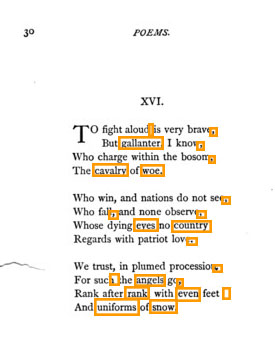 30
POEMS.
XVI.
TO fight aloud is very brave,
But gallanter, I know,
Who charge within the bosom,
The cavalry of woe.
Who win, and nations do not see,
Who fall, and none observe,
Whose dying eyes no country
Regards with patriot love.
We trust, in plumed procession,
For such the angels go,
Rank after rank, with even feet
And uniforms of snow.